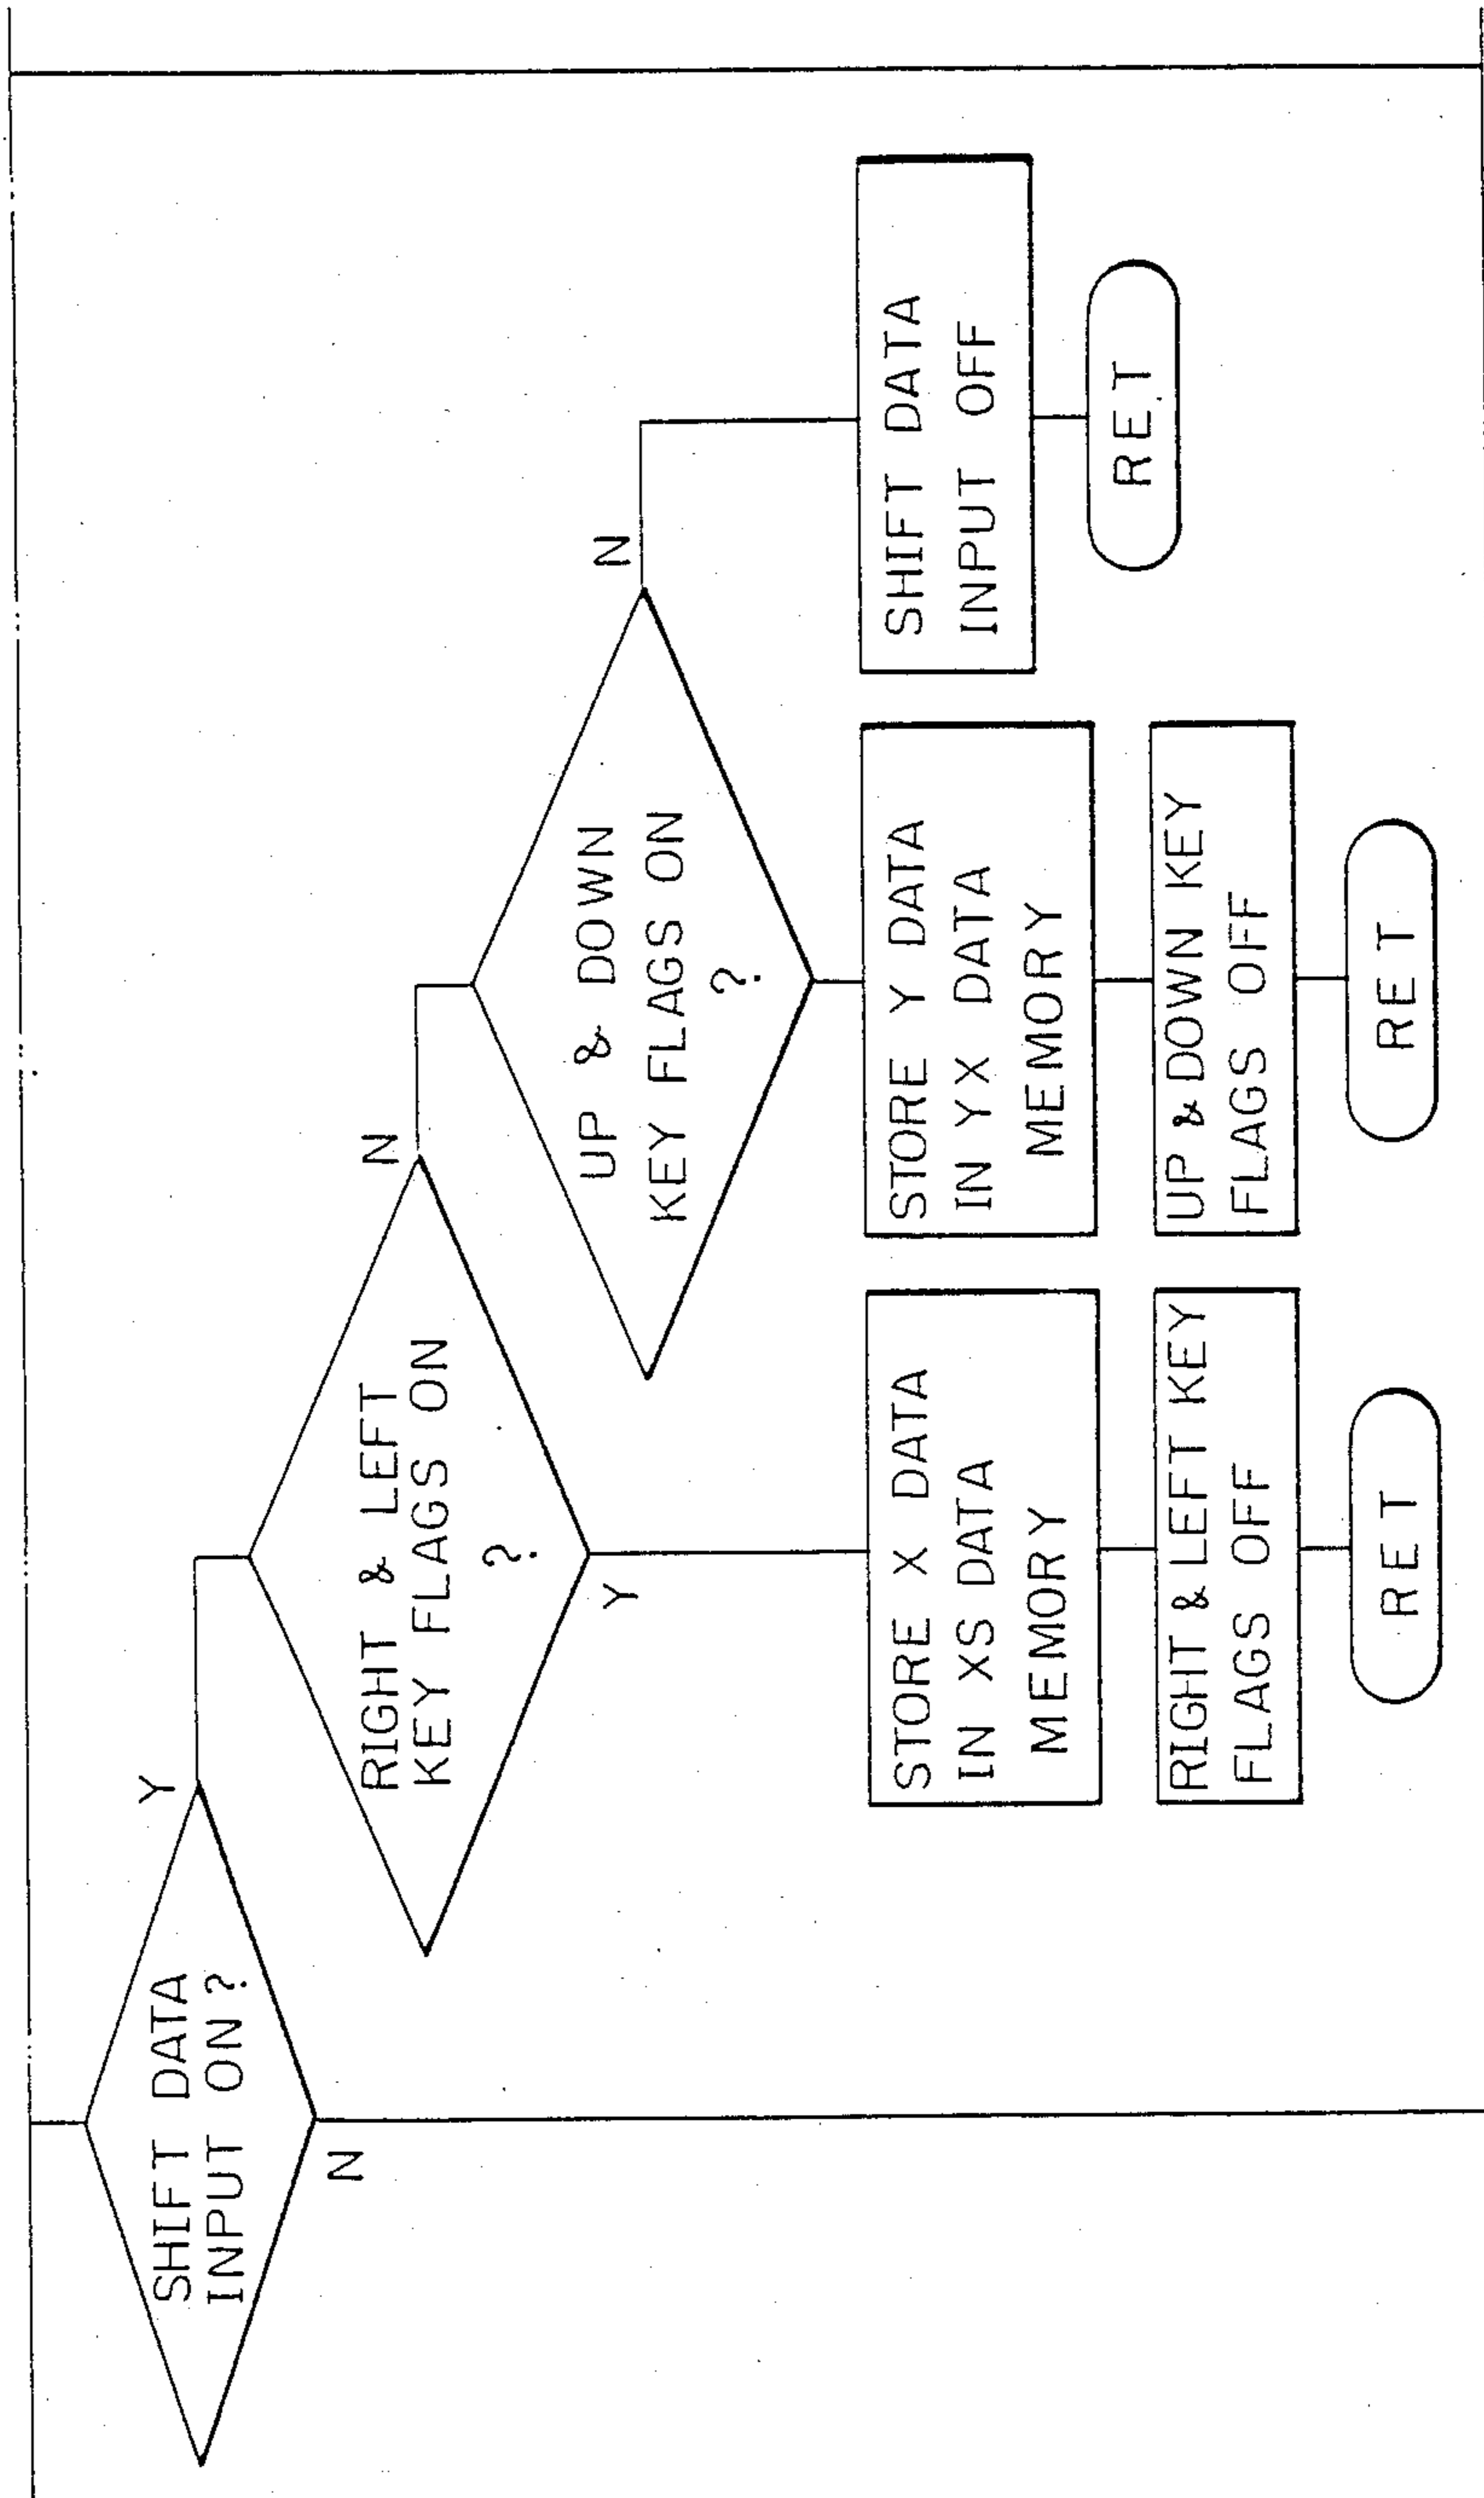 SHIFT DATA
INPUT ON?
Y
N
RIGHT & LEFT
KEY FLAGS ON
?
N
Y
UP & DOWN
KEY FLAGS ON
?
N
STORE X DATA
IN XS DATA
MEMORY
RIGHT & LEFT KEY
FLAGS OFF
RET
STORE Y DATA
IN YX DATA
MEMORY
UP & DOWN KEY
FLAGS OFF
RET
SHIFT DATA
INPUT OFF
RET